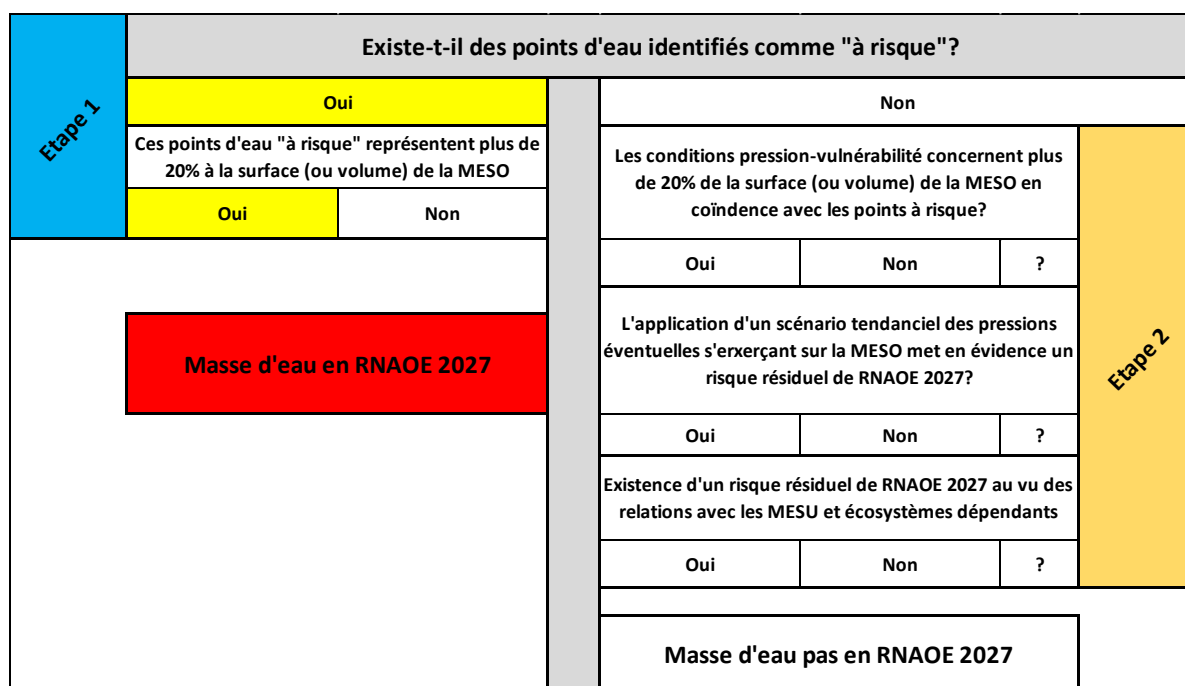 Existe-t-il des points d'eau identifiés comme "à risque"?
Etape 1
Oui
Non
Ces points d'eau "à risque" représentent plus de
20% à la surface (ou volume) de la MESO
Oui
Non
Masse d'eau en RNAOE 2027
Les conditions pression-vulnérabilité concernent plus
de 20% de la surface (ou volume) de la MESO en
coïndence avec les points à risque?
Oui
Non
?
L'application d'un scénario tendanciel des pressions
éventuelles s'erxerçant sur la MESO met en évidence un
risque résiduel de RNAOE 2027?
Etape 2
Oui
Non
?
Existence d'un risque résiduel de RNAOE 2027 au vu des
relations avec les MESU et écosystèmes dépendants
Oui
Non
?
Masse d'eau pas en RNAOE 2027